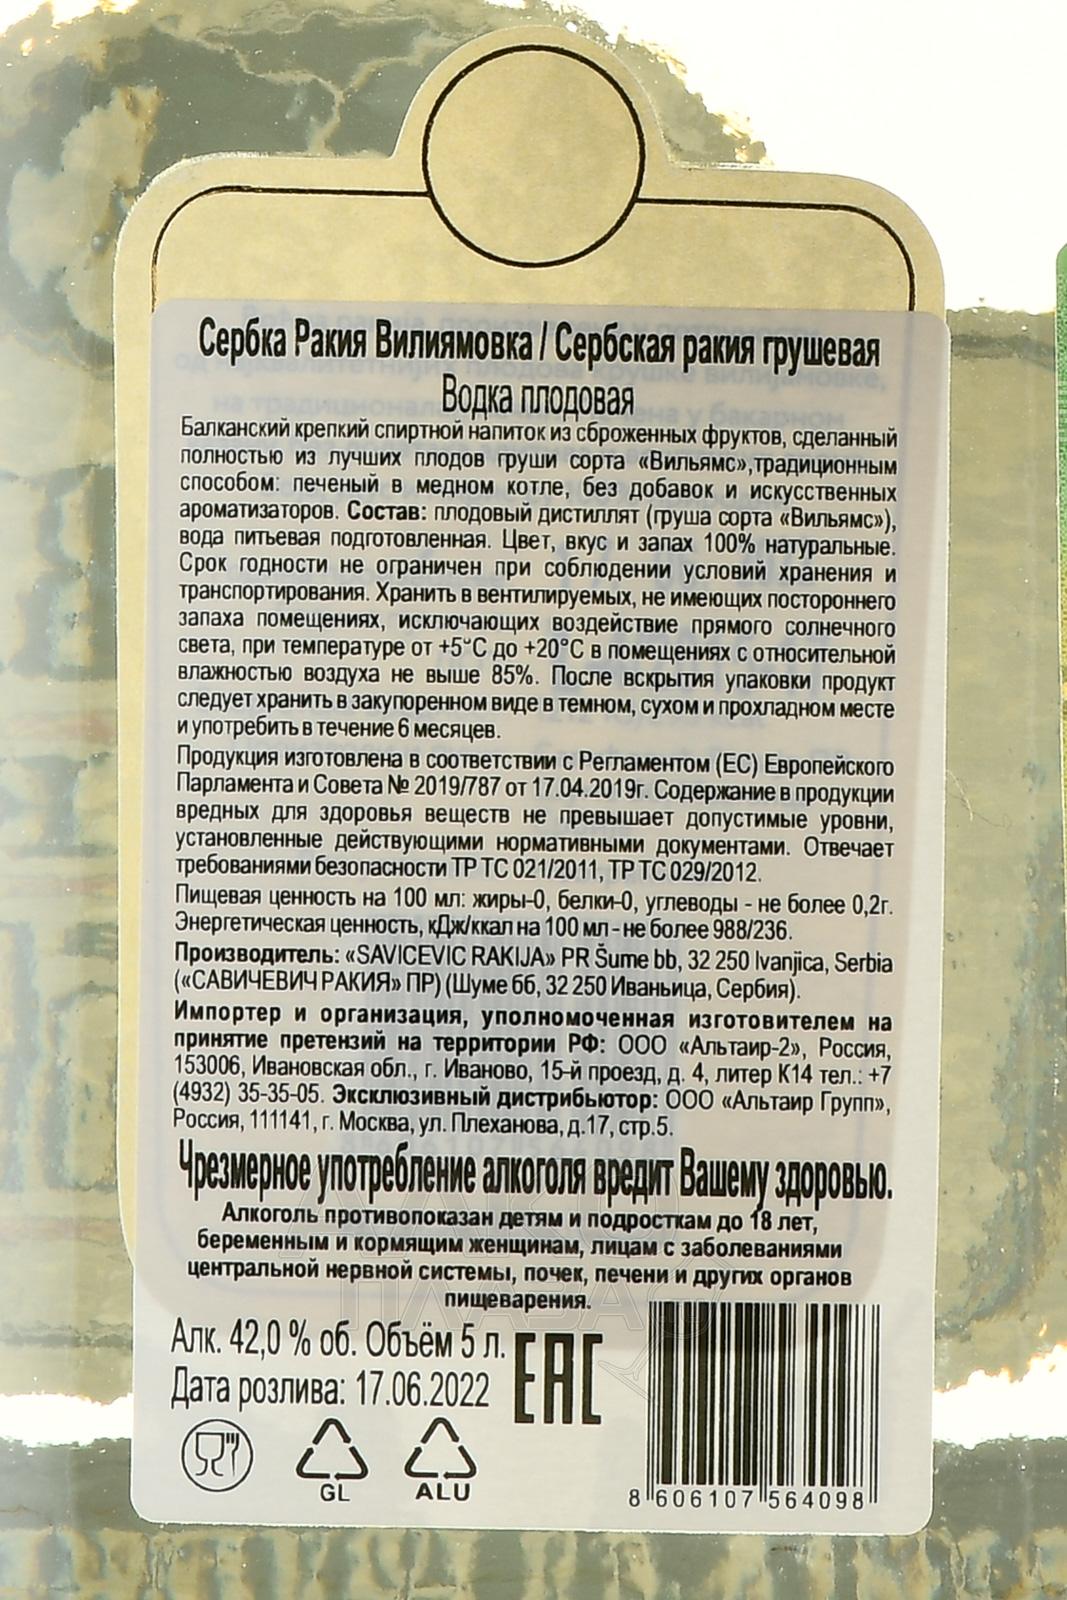 Сербка Ракия Вилиямовка / Сербская ракия грушевая
Водка плодовая
Балканский крепкий спиртной напиток из сброженных фруктов, сделанный
полностью из лучших плодов груши сорта «Вильямс»,традиционным
способом: печеный в медном котле, без добавок и искусственных
ароматизаторов. Состав: плодовый дистиллят (груша сорта «Вильямс»),
вода питьевая подготовленная. Цвет, вкус и запах 100% натуральные.
Срок годности не ограничен при соблюдении условий хранения и
транспортирования. Хранить в вентилируемых, не имеющих постороннего
запаха помещениях, исключающих воздействие прямого солнечного
света, при температуре от +5°С до +20°С в помещениях с относительной
влажностью воздуха не выше 85%. После вскрытия упаковки продукт
следует хранить в закупоренном виде в темном, сухом и прохладном месте
и употребить в течение 6 месяцев.
Продукция изготовлена в соответствии с Регламентом (ЕС) Европейского
Парламента и Совета № 2019/787 от 17.04.2019г. Содержание в продукции
вредных для здоровья веществ не превышает допустимые уровни,
установленные действующими нормативными документами. Отвечает
требованиями безопасности ТР ТС 021/2011, ТР ТС 029/2012.
Пищевая ценность на 100 мл: жиры-0, белки-0, углеводы - не более 0,2г.
Энергетическая ценность, кДж/ккал на 100 мл - не более 988/236.
Производитель: «SAVICEVIC RAKIJA» PR Šume bb, 32 250 Ivanjica, Serbia
(«САВИЧЕВИЧ РАКИЯ» ПР) (Шуме бб, 32 250 Иваньица, Сербия).
Импортер и организация, уполномоченная изготовителем на
принятие претензий на территории РФ: ООО «Альтаир-2», Россия,
153006, Ивановская обл., г. Иваново, 15-й проезд, д. 4, литер К14 тел.: +7
(4932) 35-35-05. Эксклюзивный дистрибьютор: ООО «Альтаир Групп»,
Россия, 111141, г. Москва, ул. Плеханова, д.17, стр.5.
Чрезмерное употребление алкоголя вредит Вашему здоровью.
Алкоголь противопоказан детям и подросткам до 18 лет,
беременным и кормящим женщинам, лицам с заболеваниями
центральной нервной системы, почек, печени и других органов
пищеварения.
Алк. 42,0 % об. Объём 5 л.
Дата розлива: 17.06.2022
ЕАС
GL
ALU
8 606107 564098